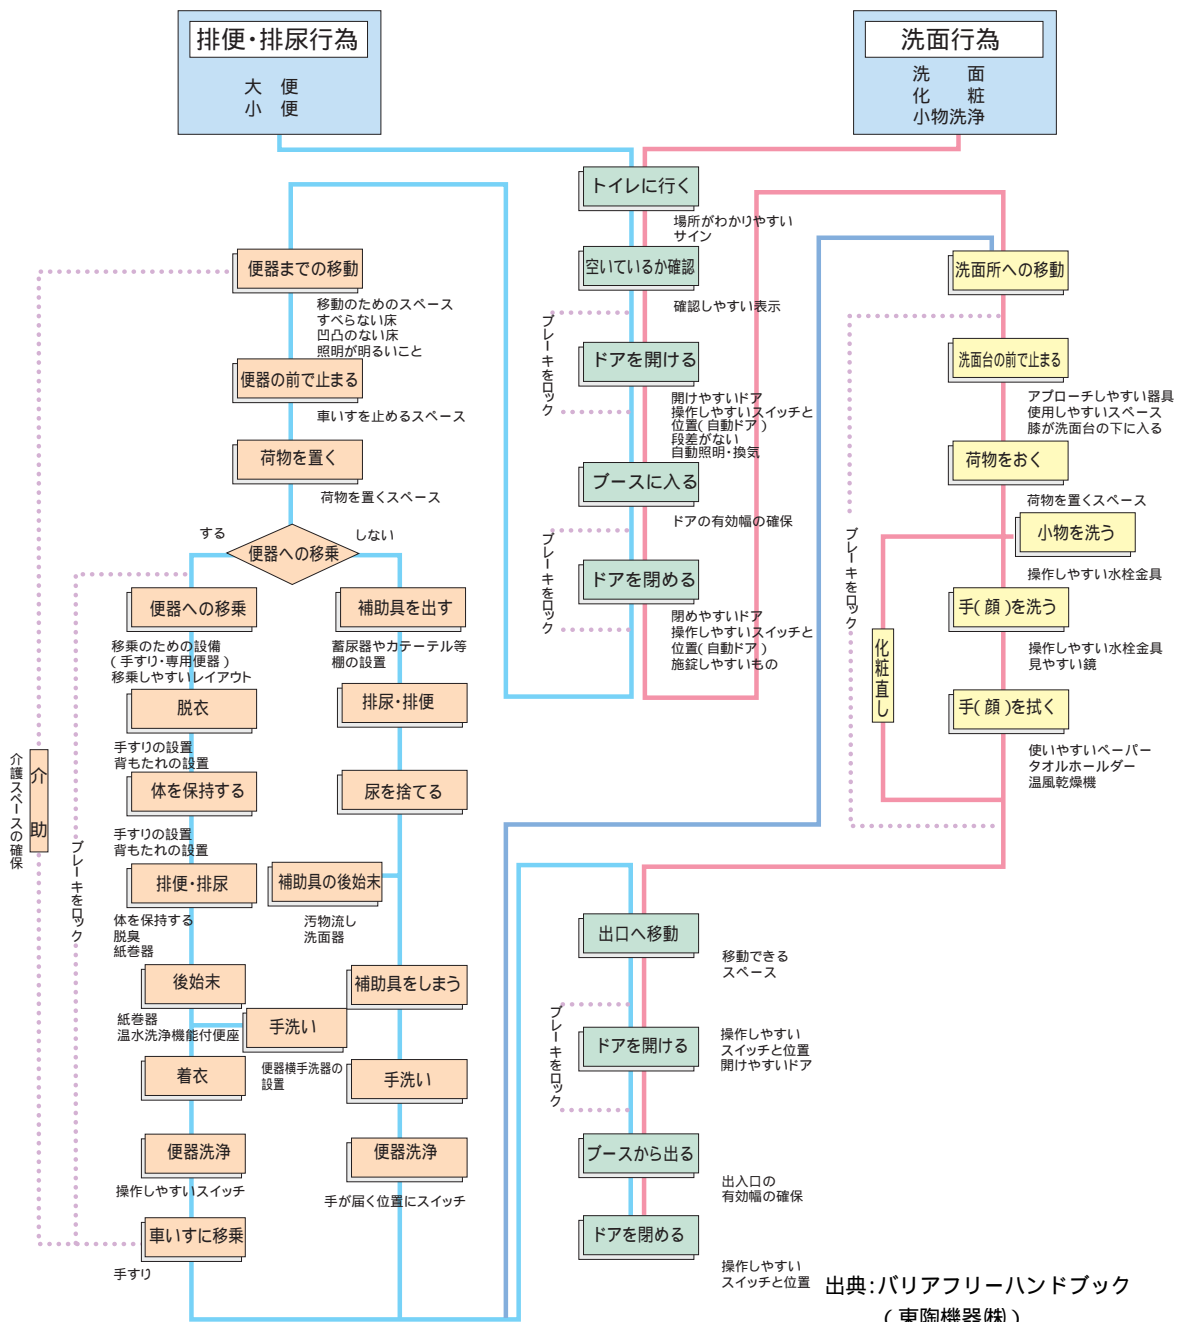 排便・排尿行為
大　便
小　便
洗面行為
洗　面
化　粧
小物洗浄
トイレに行く
場所がわかりやすい
サイン
空いているか確認
確認しやすい表示
ブレーキをロック
ドアを開ける
開けやすいドア
操作しやすいスイッチと
位置(自動ドア)
段差がない
自動照明・換気
ブースに入る
ドアの有効幅の確保
ブレーキをロック
ドアを閉める
閉めやすいドア
操作しやすいスイッチと
位置(自動ドア)
施錠しやすいもの
便器までの移動
移動のためのスペース
すべらない床
凹凸のない床
照明が明るいこと
便器の前で止まる
車いすを止めるスペース
荷物を置く
荷物を置くスペース
する
便器への移乗
しない
便器への移乗
移乗のための設備
(手すり・専用便器)
移乗しやすいレイアウト
脱衣
手すりの設置
背もたれの設置
体を保持する
手すりの設置
背もたれの設置
排便・排尿
体を保持する
脱臭
紙巻器
後始末
紙巻器
温水洗浄機能付便座
手洗い
便器横手洗器の
設置
着衣
便器洗浄
操作しやすいスイッチ
車いすに移乗
手すり
介護スペースの確保
介助
ブレーキをロック
補助具を出す
蓄尿器やカテーテル等
棚の設置
排尿・排便
尿を捨てる
補助具の後始末
汚物流し
洗面器
補助具をしまう
手洗い
便器洗浄
手が届く位置にスイッチ
洗面所への移動
洗面台の前で止まる
アプローチしやすい器具
使用しやすいスペース
膝が洗面台の下に入る
荷物をおく
荷物を置くスペース
小物を洗う
操作しやすい水栓金具
手(顔)を洗う
操作しやすい水栓金具
見やすい鏡
手(顔)を拭く
使いやすいペーパー
タオルホールダー
温風乾燥機
ブレーキをロック
化粧直し
出口へ移動
移動できる
スペース
ブレーキをロック
ドアを開ける
操作しやすい
スイッチと位置
開けやすいドア
ブースから出る
出入口の
有効幅の確保
ドアを閉める
操作しやすい
スイッチと位置
出典:バリアフリーハンドブック
(東陶機器㈱)